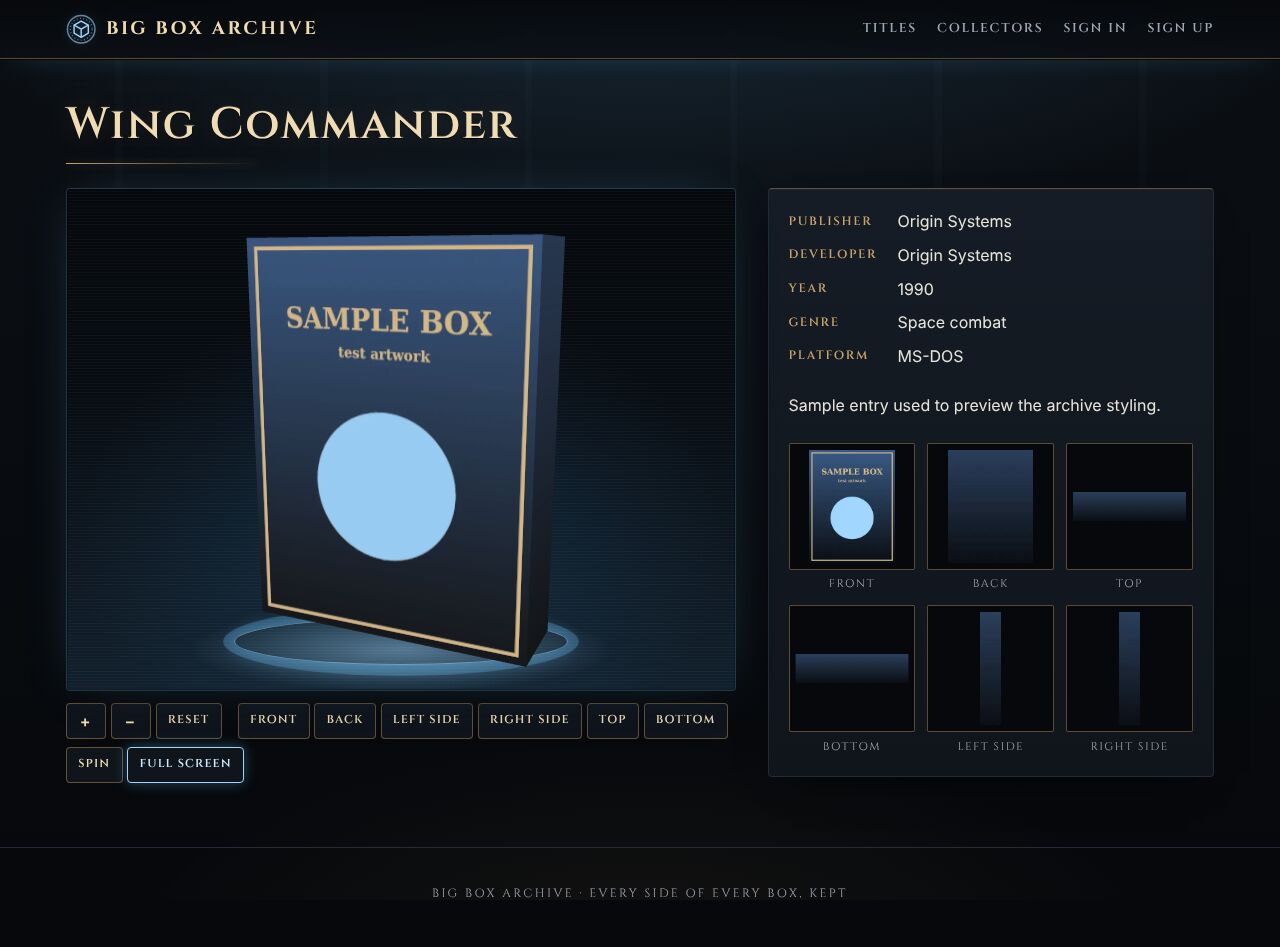 BIG BOX ARCHIVE
TITLES COLLECTORS SIGN IN SIGN UP
WING COMMANDER
SAMPLE BOX
test artwork
PUBLISHER Origin Systems
DEVELOPER Origin Systems
YEAR 1990
GENRE Space combat
PLATFORM MS-DOS
Sample entry used to preview the archive styling.
SAMPLE BOX
test artwork
FRONT BACK TOP
BOTTOM LEFT SIDE RIGHT SIDE
+ − RESET FRONT BACK LEFT SIDE RIGHT SIDE TOP BOTTOM
SPIN FULL SCREEN
BIG BOX ARCHIVE · EVERY SIDE OF EVERY BOX, KEPT